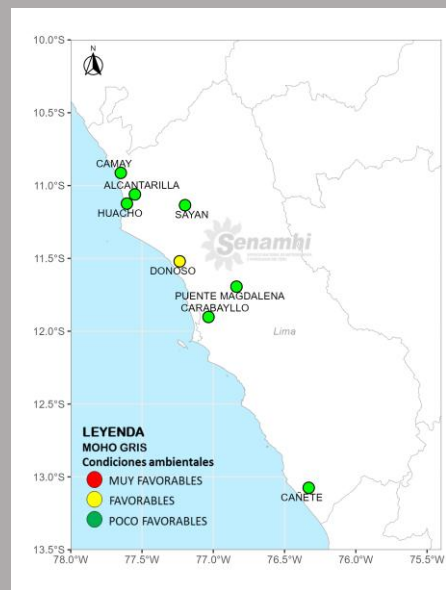 10.0°S
N
10.5°S
CAMAY
11.0°S
ALCANTARILLA
HUACHO
SAYAN
11.5°S
Senamhi
DONOSO
PUENTE MAGDALENA
CARABAYLLO
12.0°S
Lima
12.5°S
LEYENDA
MOHO GRIS
Condiciones ambientales
13.0°S
MUY FAVORABLES
CAÑETE
FAVORABLES
POCO FAVORABLES
13.5°S
78.0°W 77.5°W 77.0°W 76.5°W 76.0°W 75.5°W